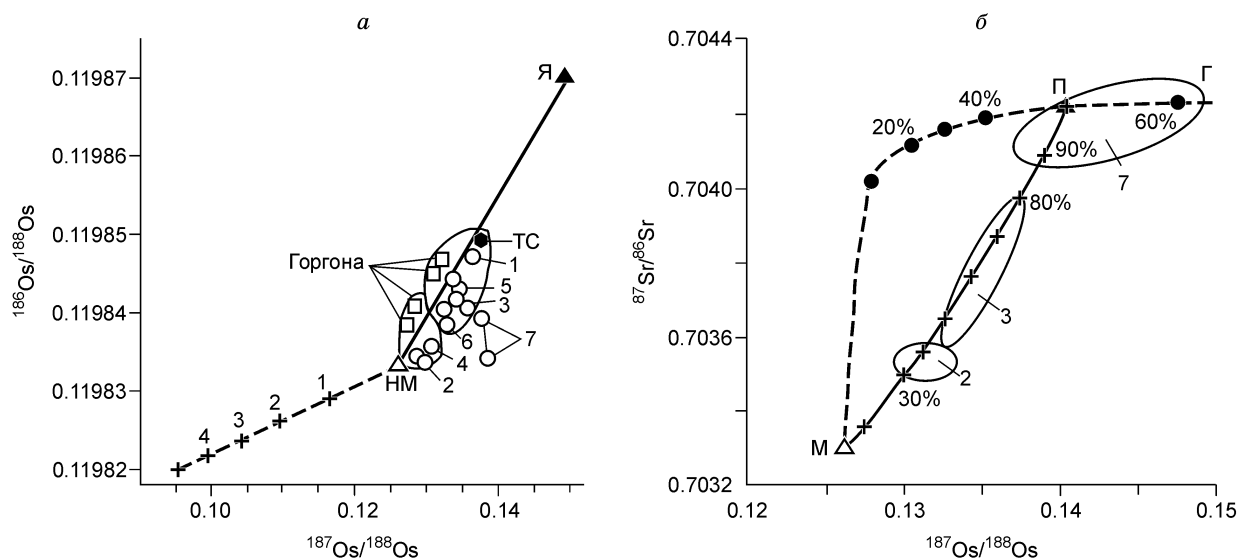 а
0.11987
0.11986
0.11985
0.11984
0.11983
0.11982
186Os/188Os
0.10
0.12
0.14
187Os/188Os
Я
ТС
Горгона
1
5
3
7
6
4
2
НМ
1
2
3
4
б
0.7044
0.7040
0.7036
0.7032
87Sr/86Sr
0.12
0.13
0.14
0.15
187Os/188Os
П
Г
40%
20%
60%
90%
7
80%
3
2
30%
М